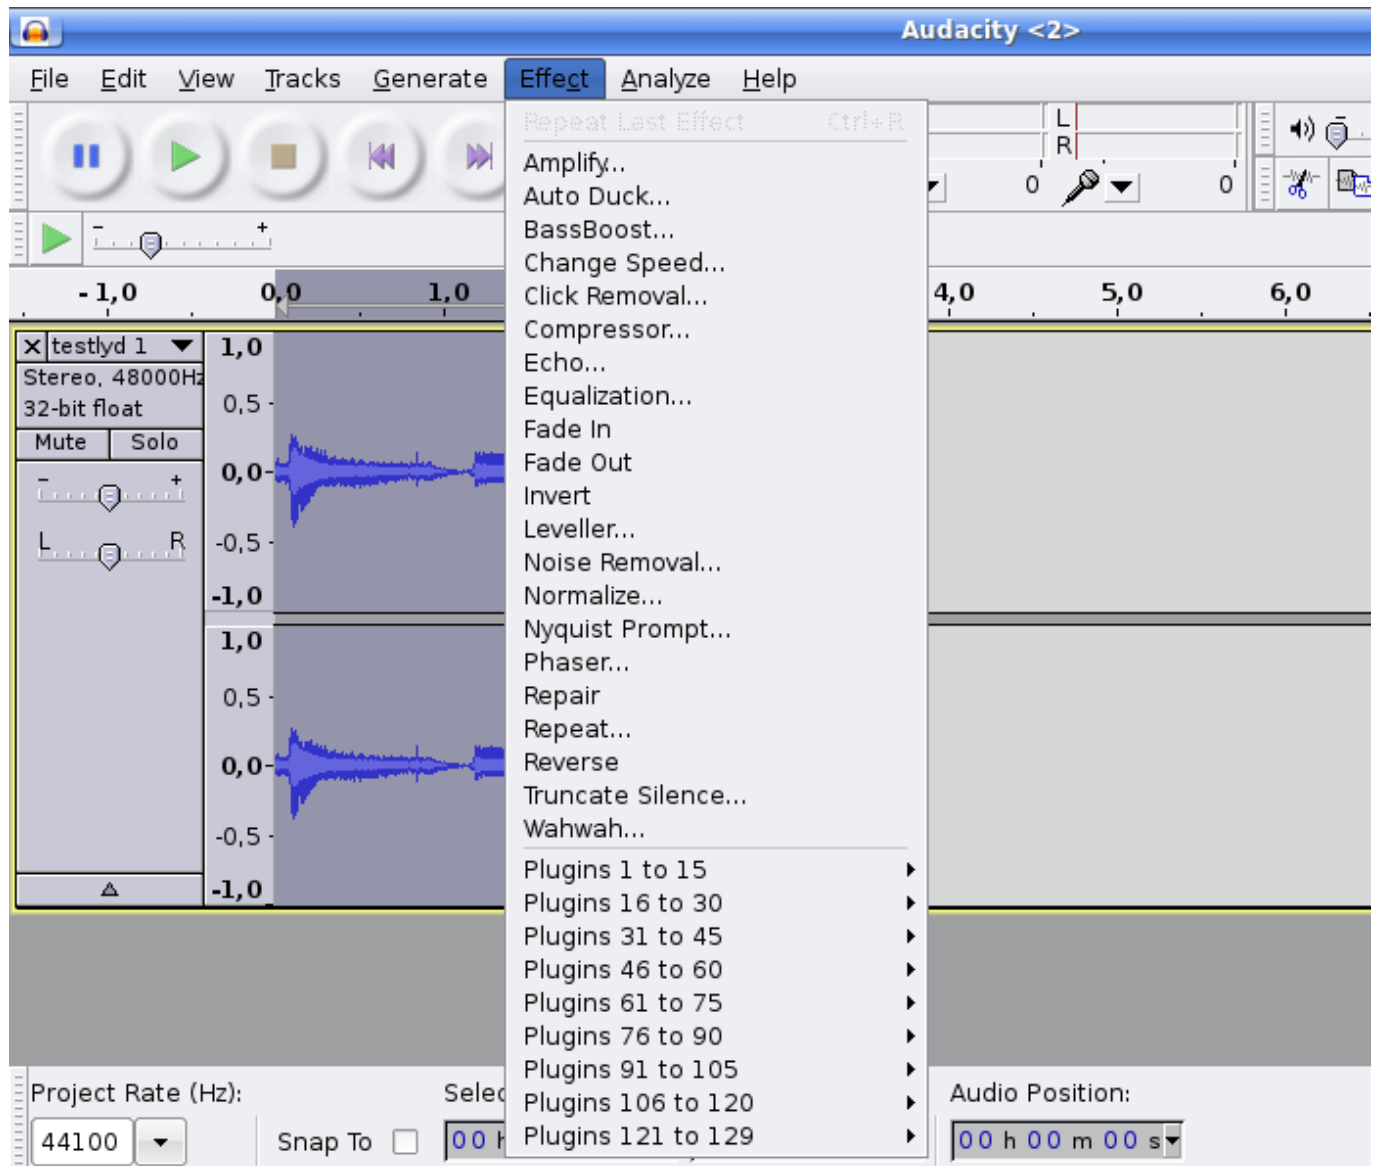 Audacity <2>
File Edit View Tracks Generate Effect Analyze Help
Repeat Last Effect Ctrl+R
Amplify...
Auto Duck...
BassBoost...
Change Speed...
Click Removal...
Compressor...
Echo...
Equalization...
Fade In
Fade Out
Invert
Leveller...
Noise Removal...
Normalize...
Nyquist Prompt...
Phaser...
Repair
Repeat...
Reverse
Truncate Silence...
Wahwah...
Plugins 1 to 15
Plugins 16 to 30
Plugins 31 to 45
Plugins 46 to 60
Plugins 61 to 75
Plugins 76 to 90
Plugins 91 to 105
Plugins 106 to 120
Plugins 121 to 129
L
R
0 0
- +
- 1,0 0,0 1,0 4,0 5,0 6,0
testlyd 1
Stereo, 48000Hz
32-bit float
Mute Solo
- +
L R
1,0
0,5
0,0
-0,5
-1,0
1,0
0,5
0,0
-0,5
-1,0
Project Rate (Hz):
44100
Snap To
Audio Position:
00 h 00 m 00 s